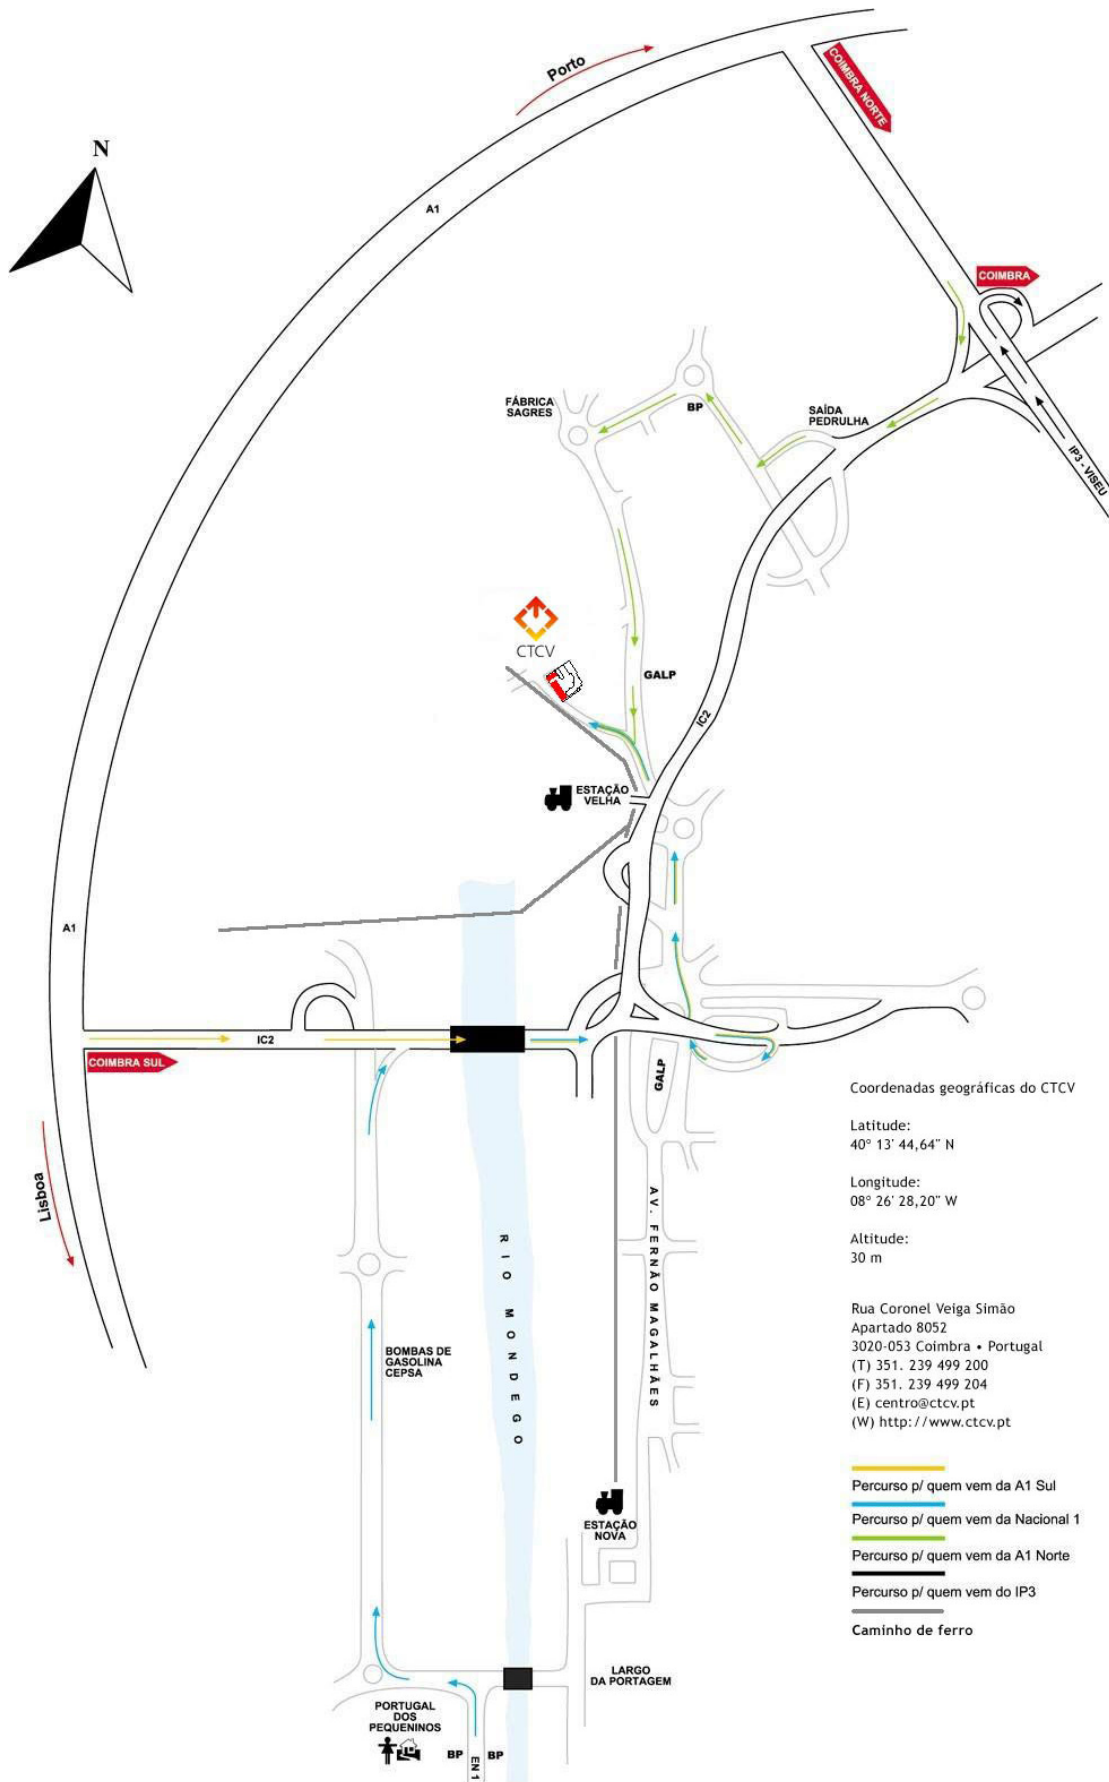 Porto
COIMBRA NORTE
N
A1
COIMBRA
FÁBRICA
SAGRES
BP
SAÍDA
PEDRULHA
IP3 - VISEU
CTCV
GALP
IC2
ESTAÇÃO
VELHA
A1
IC2
COIMBRA SUL
GALP
Lisboa
Coordenadas geográficas do CTCV
Latitude:
40° 13' 44,64" N
Longitude:
08° 26' 28,20" W
Altitude:
30 m
RIO MONDEGO
AV. FERNÃO MAGALHÃES
BOMBAS DE
GASOLINA
CEPSA
Rua Coronel Veiga Simão
Apartado 8052
3020-053 Coimbra • Portugal
(T) 351. 239 499 200
(F) 351. 239 499 204
(E) centro@ctcv.pt
(W) http://www.ctcv.pt
Percurso p/ quem vem da A1 Sul
Percurso p/ quem vem da Nacional 1
Percurso p/ quem vem da A1 Norte
Percurso p/ quem vem do IP3
Caminho de ferro
ESTAÇÃO
NOVA
LARGO
DA PORTAGEM
PORTUGAL
DOS
PEQUENINOS
BP
EN 1
BP